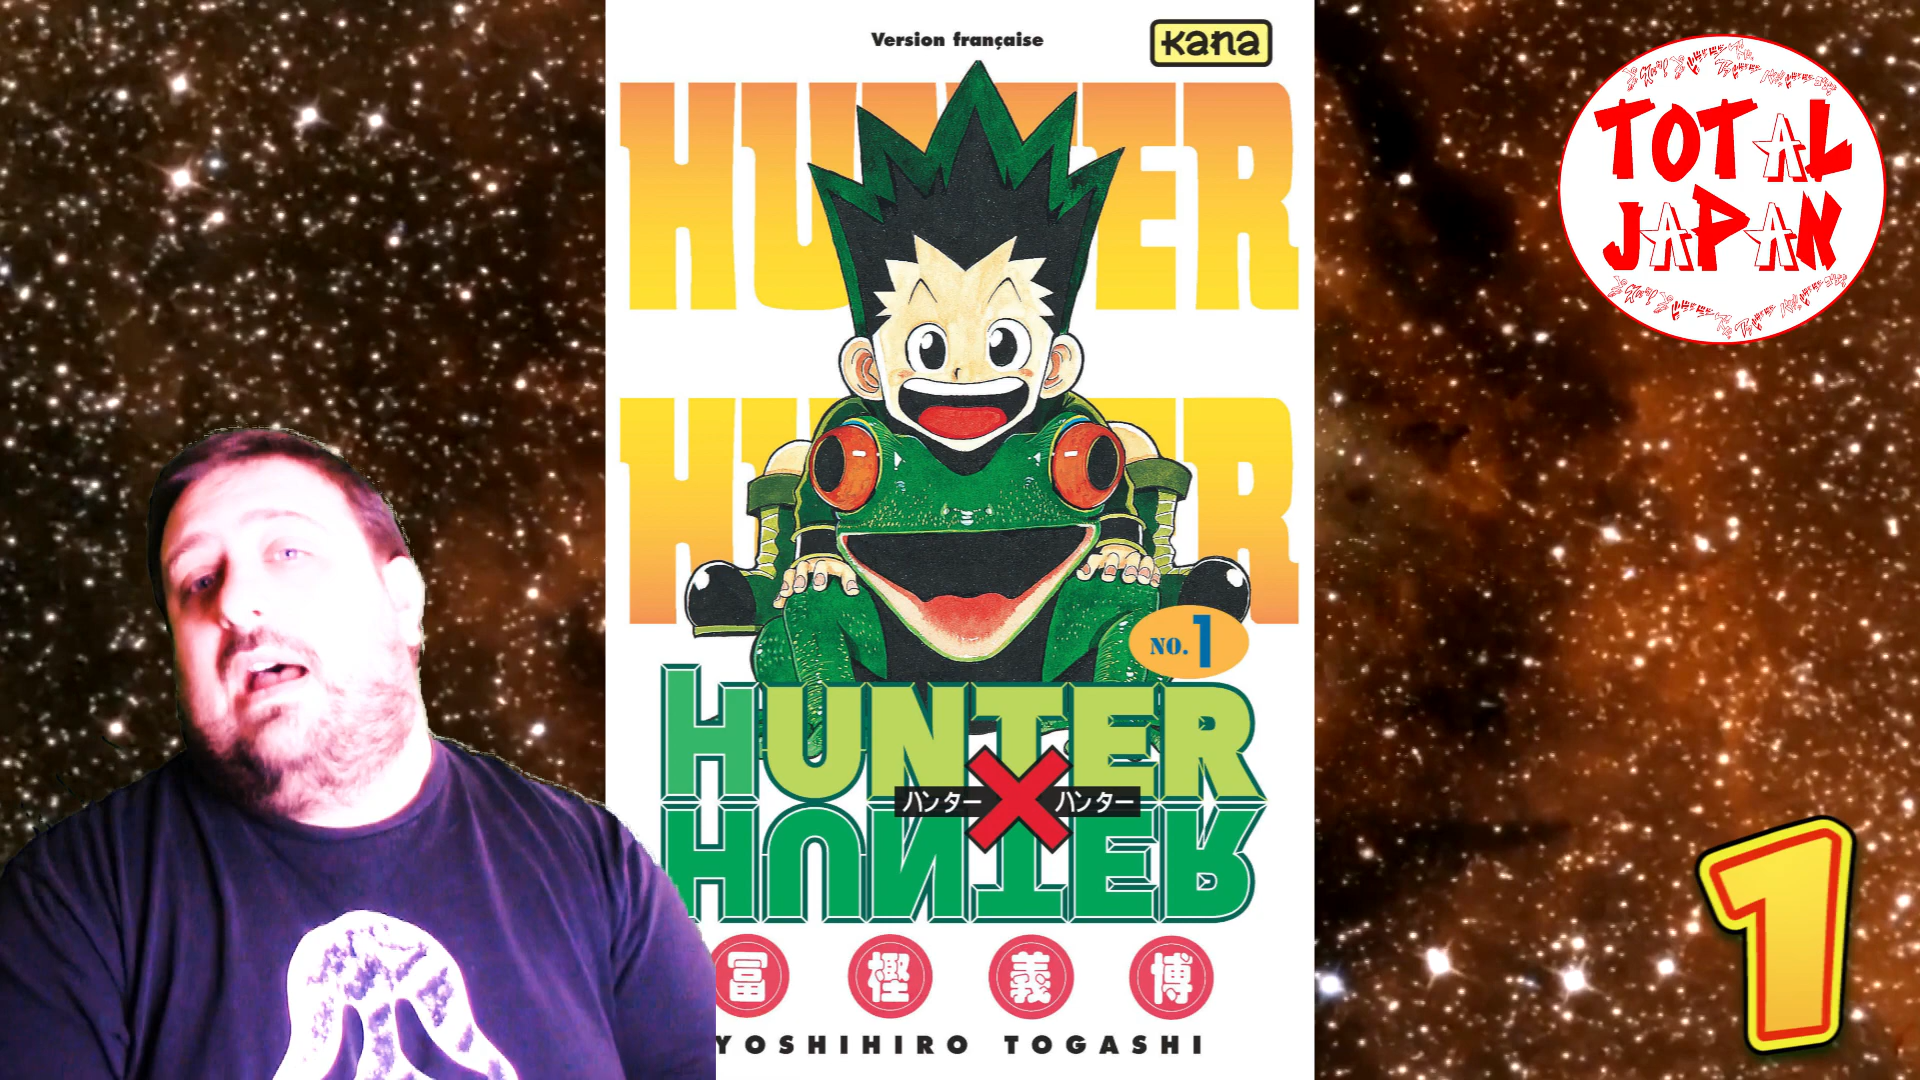 Version française
Kana
HUNTER
HUNTER
NO. 1
HUNTER
ハンター × ハンター
HUNTER
冨 樫 義 博
YOSHIHIRO TOGASHI
TOTAL
JAPAN
1